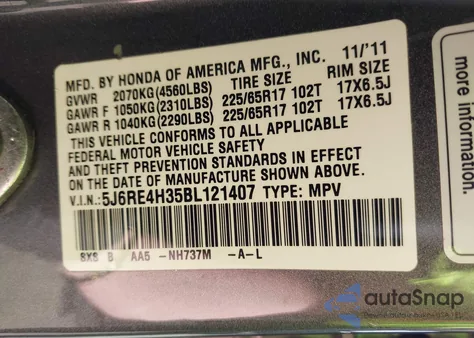 MFD. BY HONDA OF AMERICA MFG., INC. 11/'11
GVWR 2070KG(4560LBS) TIRE SIZE RIM SIZE
GAWR F 1050KG(2310LBS) 225/65R17 102T 17X6.5J
GAWR R 1040KG(2290LBS) 225/65R17 102T 17X6.5J
THIS VEHICLE CONFORMS TO ALL APPLICABLE
FEDERAL MOTOR VEHICLE SAFETY
AND THEFT PREVENTION STANDARDS IN EFFECT
ON THE DATE OF MANUFACTURE SHOWN ABOVE.
V.I.N.:5J6RE4H35BL121407 TYPE: MPV
B AA5 -NH737M -A-L
more information.
autoSnap